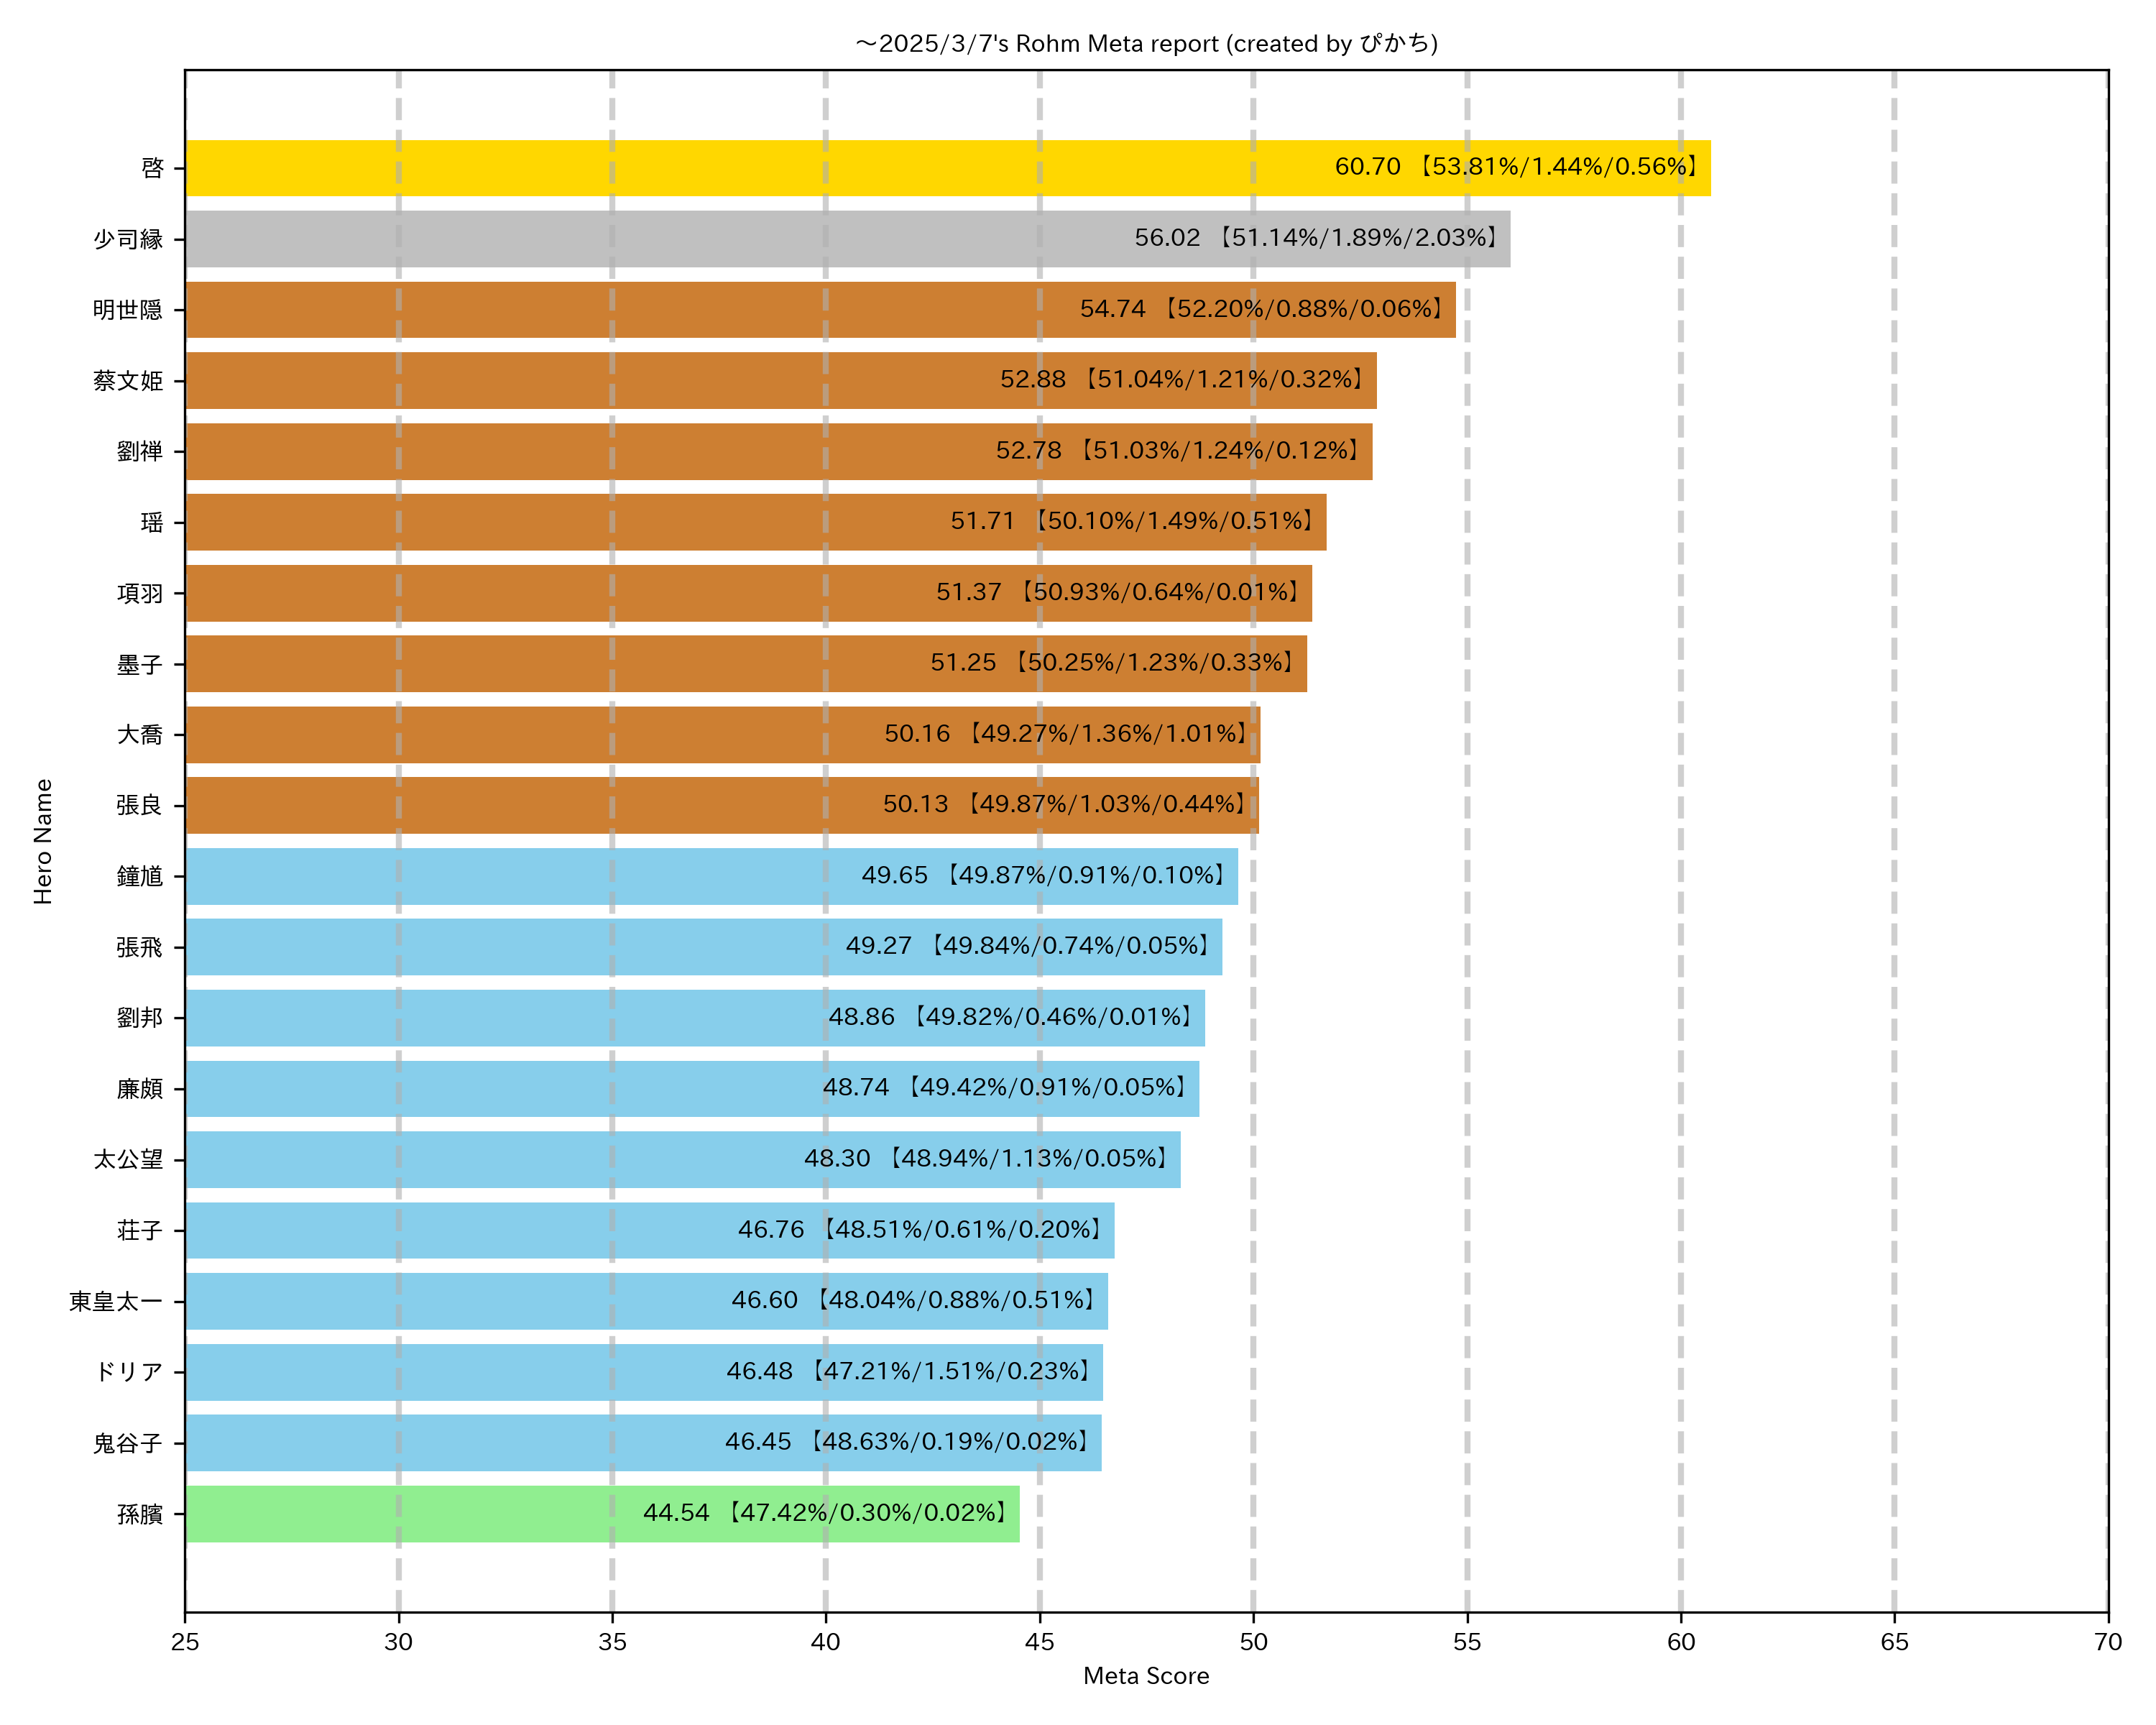 ～2025/3/7's Rohm Meta report (created by ぴかち)
啓 60.70 【53.81%/1.44%/0.56%】
少司縁 56.02 【51.14%/1.89%/2.03%】
明世隠 54.74 【52.20%/0.88%/0.06%】
蔡文姫 52.88 【51.04%/1.21%/0.32%】
劉禅 52.78 【51.03%/1.24%/0.12%】
瑶 51.71 【50.10%/1.49%/0.51%】
項羽 51.37 【50.93%/0.64%/0.01%】
墨子 51.25 【50.25%/1.23%/0.33%】
大喬 50.16 【49.27%/1.36%/1.01%】
張良 50.13 【49.87%/1.03%/0.44%】
鐘馗 49.65 【49.87%/0.91%/0.10%】
張飛 49.27 【49.84%/0.74%/0.05%】
劉邦 48.86 【49.82%/0.46%/0.01%】
廉頗 48.74 【49.42%/0.91%/0.05%】
太公望 48.30 【48.94%/1.13%/0.05%】
荘子 46.76 【48.51%/0.61%/0.20%】
東皇太一 46.60 【48.04%/0.88%/0.51%】
ドリア 46.48 【47.21%/1.51%/0.23%】
鬼谷子 46.45 【48.63%/0.19%/0.02%】
孫臏 44.54 【47.42%/0.30%/0.02%】
Hero Name
25 30 35 40 45 50 55 60 65 70
Meta Score